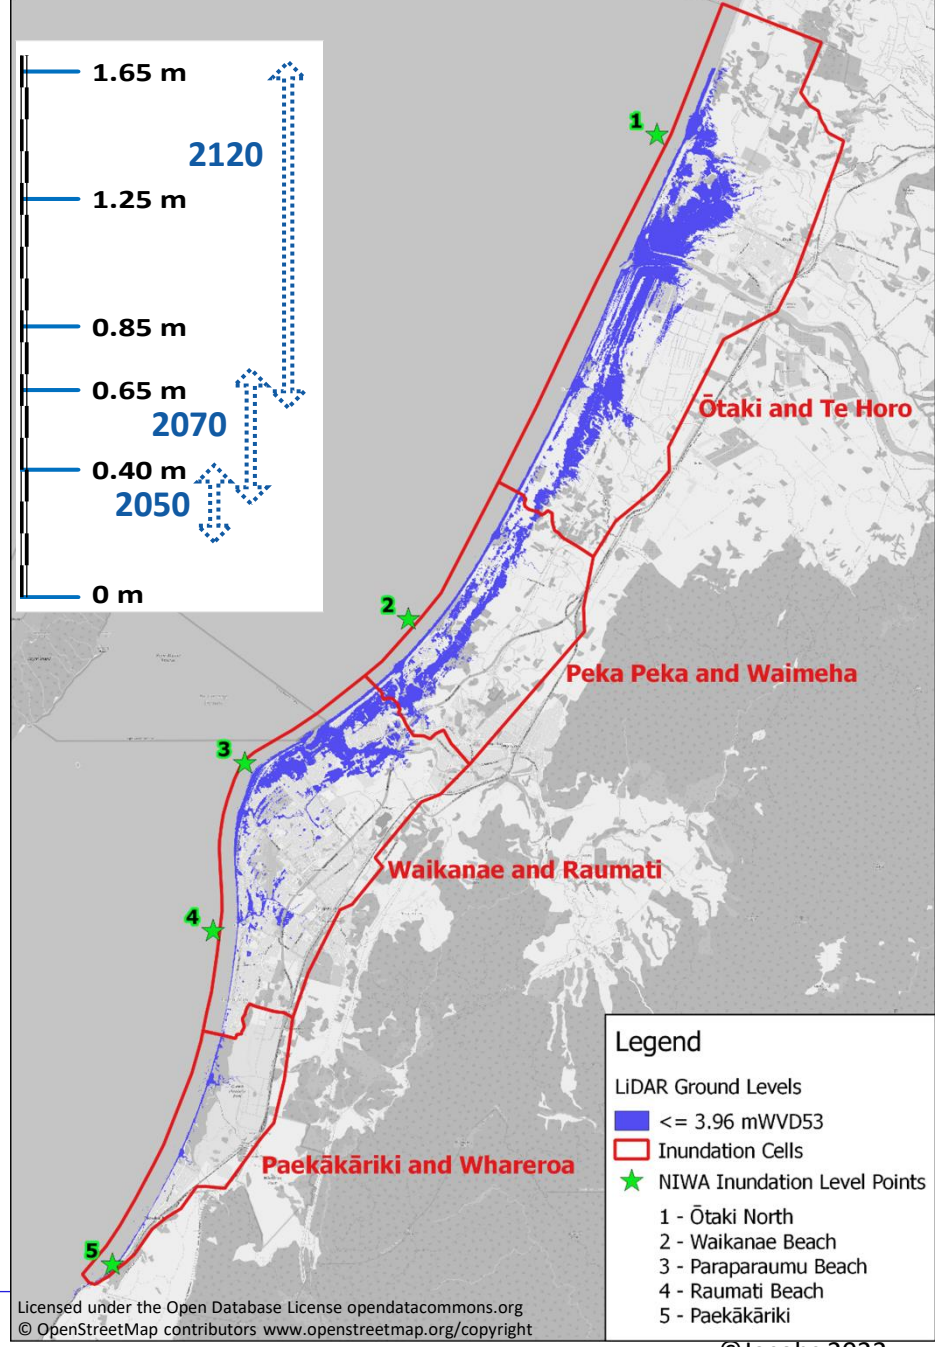 1.65 m
2120
1.25 m
0.85 m
0.65 m
2070
0.40 m
2050
0 m
1
2
3
4
5
Ōtaki and Te Horo
Peka Peka and Waimeha
Waikanae and Raumati
Paekākāriki and Whareroa
Legend
LiDAR Ground Levels
<= 3.96 mWVD53
Inundation Cells
NIWA Inundation Level Points
1 - Ōtaki North
2 - Waikanae Beach
3 - Paraparaumu Beach
4 - Raumati Beach
5 - Paekākāriki
Licensed under the Open Database License opendatacommons.org
© OpenStreetMap contributors www.openstreetmap.org/copyright